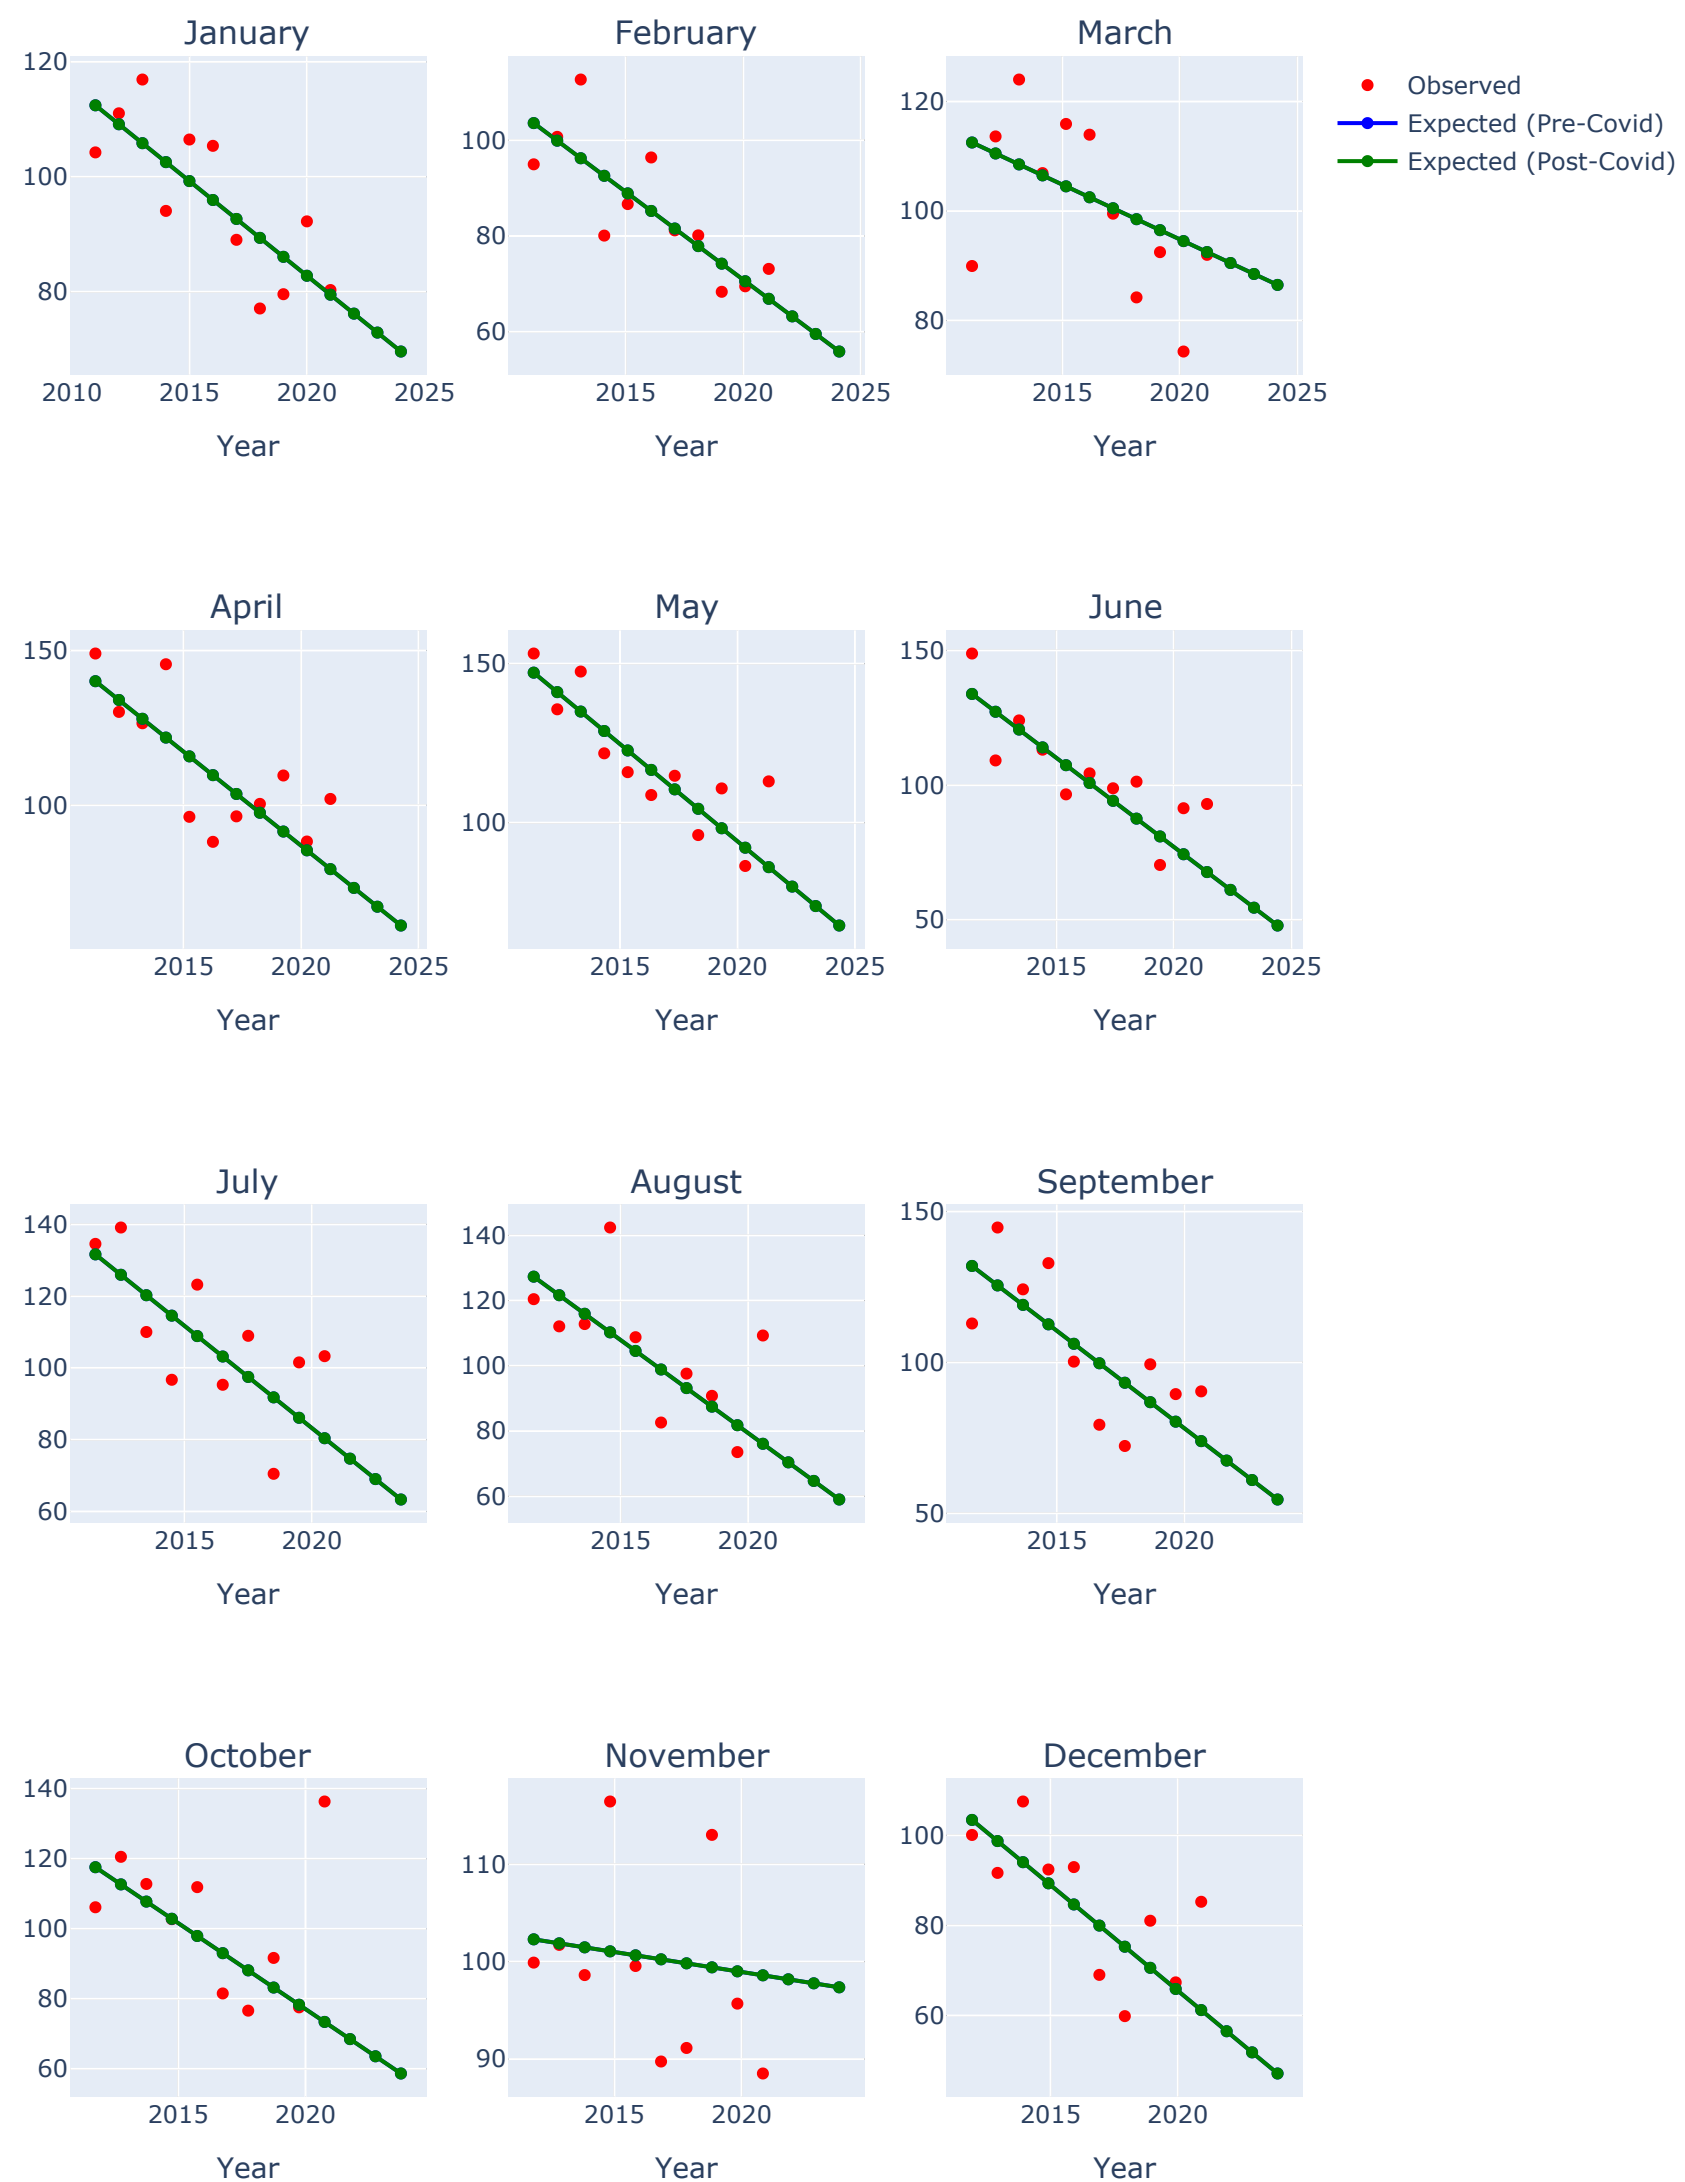 January
February
March
120
100
80
2010
2015
2020
2025
Year
100
80
60
2015
2020
2025
Year
120
100
80
2015
2020
2025
Year
Observed
Expected (Pre-Covid)
Expected (Post-Covid)
April
May
June
150
100
2015
2020
2025
Year
150
100
2015
2020
2025
Year
150
100
50
2015
2020
2025
Year
July
August
September
140
120
100
80
60
2015
2020
Year
140
120
100
80
60
2015
2020
Year
150
100
50
2015
2020
Year
October
November
December
140
120
100
80
60
2015
2020
Year
110
100
90
2015
2020
Year
100
80
60
2015
2020
Year